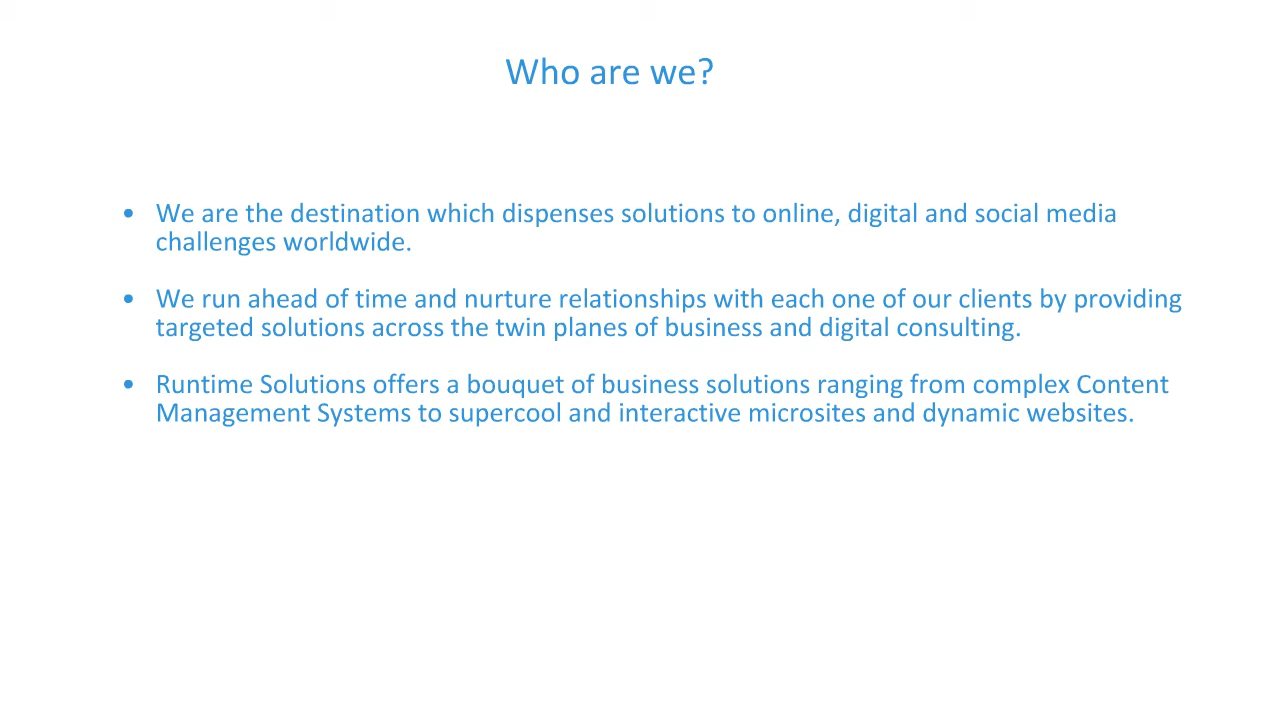 Who are we?
• We are the destination which dispenses solutions to online, digital and social media
challenges worldwide.
• We run ahead of time and nurture relationships with each one of our clients by providing
targeted solutions across the twin planes of business and digital consulting.
• Runtime Solutions offers a bouquet of business solutions ranging from complex Content
Management Systems to supercool and interactive microsites and dynamic websites.